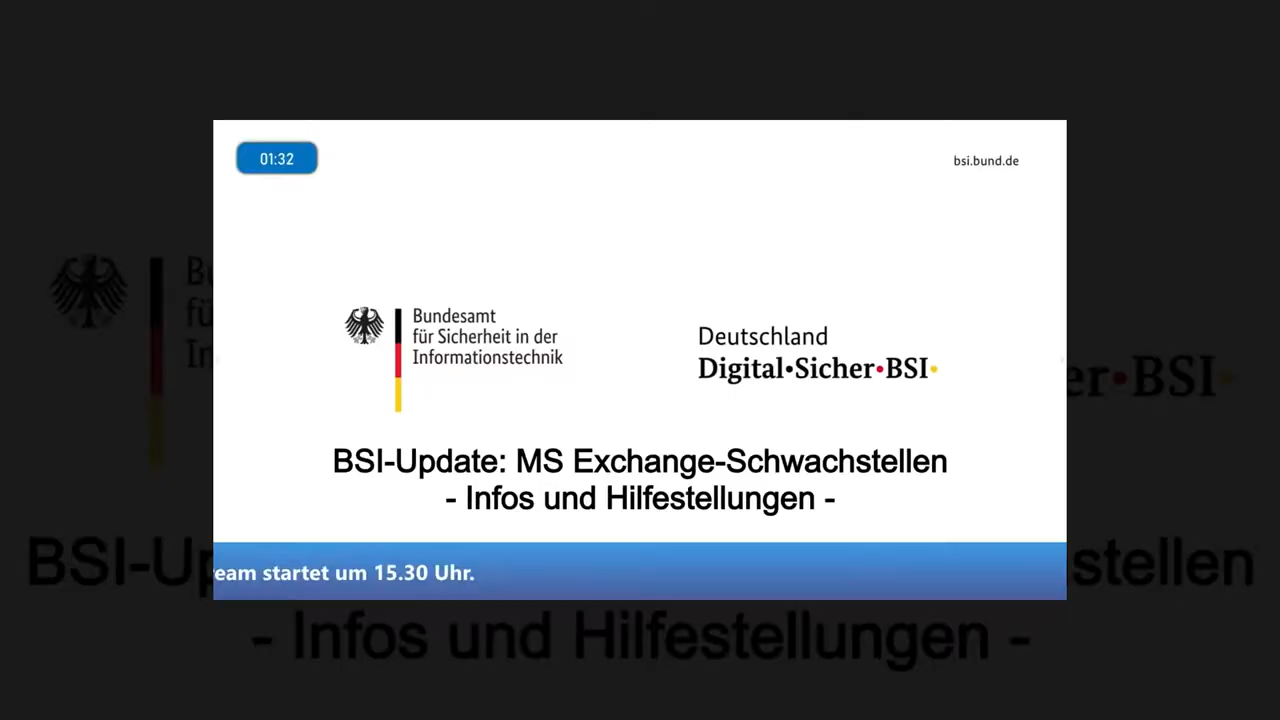 01:32
bsi.bund.de
Bundesamt
für Sicherheit in der
Informationstechnik
Deutschland
Digital•Sicher•BSI•
BSI-Update: MS Exchange-Schwachstellen
- Infos und Hilfestellungen -
startet um 15.30 Uhr.